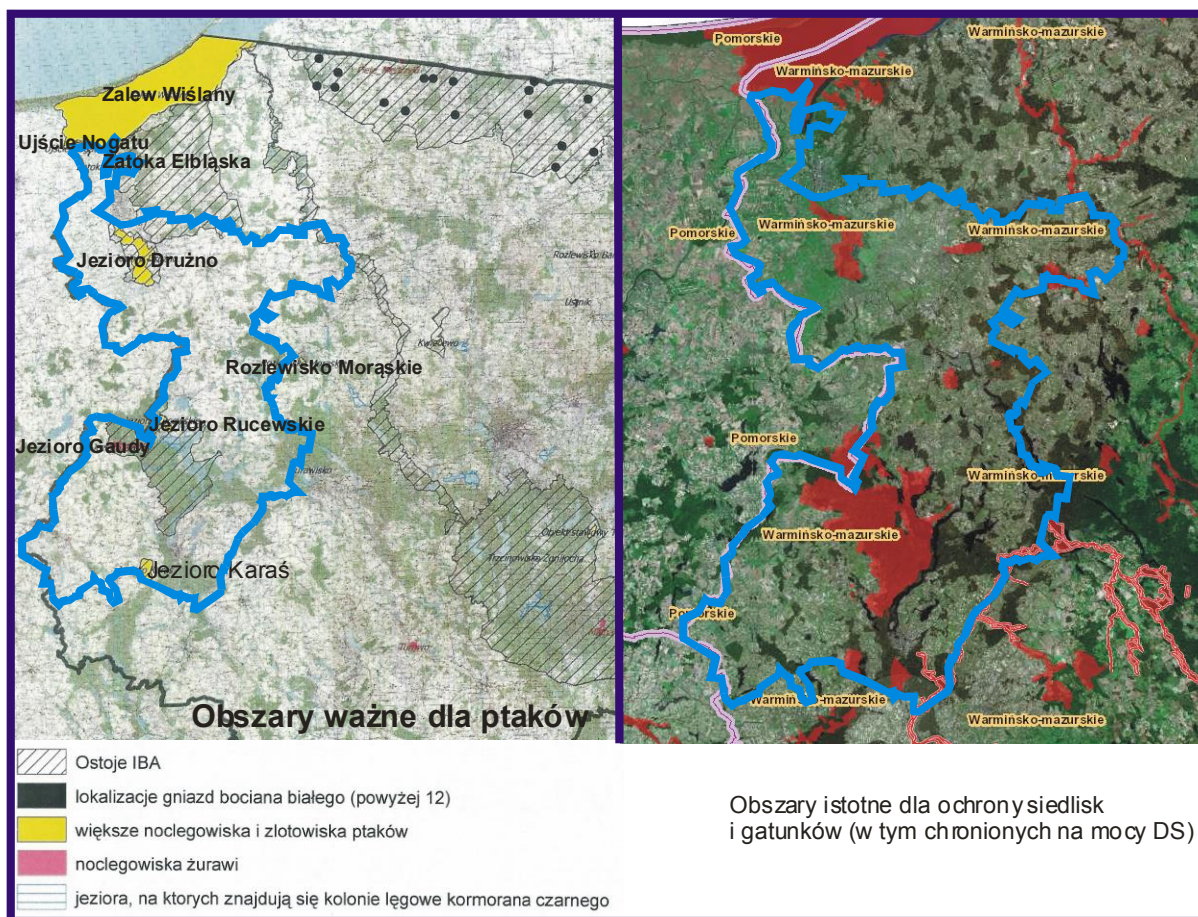 Zalew Wiślany
Ujście Nogatu
Zatoka Elbląska
Jezioro Drużno
Rozlewisko Morąskie
Jezioro Rucewskie
Jezioro Gaudy
Jezioro Karaś
Obszary ważne dla ptaków
Ostoje IBA
lokalizacje gniazd bociana białego (powyżej 12)
większe noclegowiska i zlotowiska ptaków
noclegowiska żurawi
jeziora, na ktorych znajdują się kolonie lęgowe kormorana czarnego
Pomorskie
Warmińsko-mazurskie
Warmińsko-mazurskie
Pomorskie
Warmińsko-mazurskie
Warmińsko-mazurskie
Pomorskie
Warmińsko-mazurskie
Warmińsko-mazurskie
Pomorskie
Warmińsko-mazurskie
Warmińsko-mazurskie
Obszary istotne dla ochrony siedlisk
i gatunków (w tym chronionych na mocy DS)